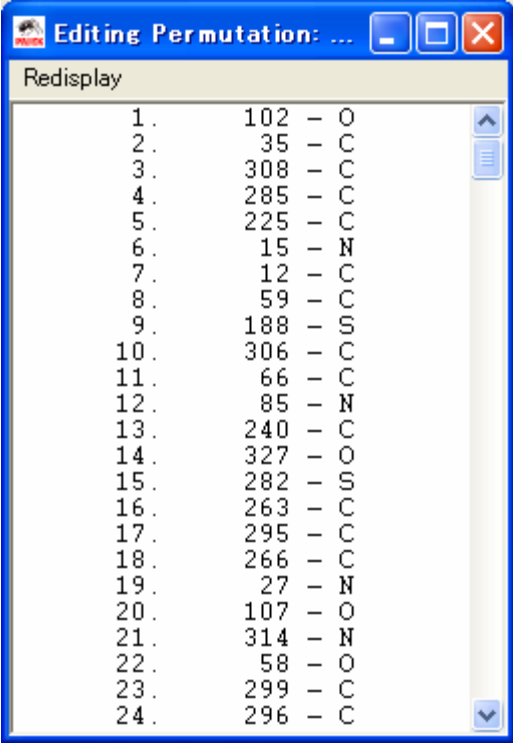 Editing Permutation: ...
Redisplay
1. 102 - O
2. 35 - C
3. 308 - C
4. 285 - C
5. 225 - C
6. 15 - N
7. 12 - C
8. 59 - C
9. 188 - S
10. 306 - C
11. 66 - C
12. 85 - N
13. 240 - C
14. 327 - O
15. 282 - S
16. 263 - C
17. 295 - C
18. 266 - C
19. 27 - N
20. 107 - O
21. 314 - N
22. 58 - O
23. 299 - C
24. 296 - C